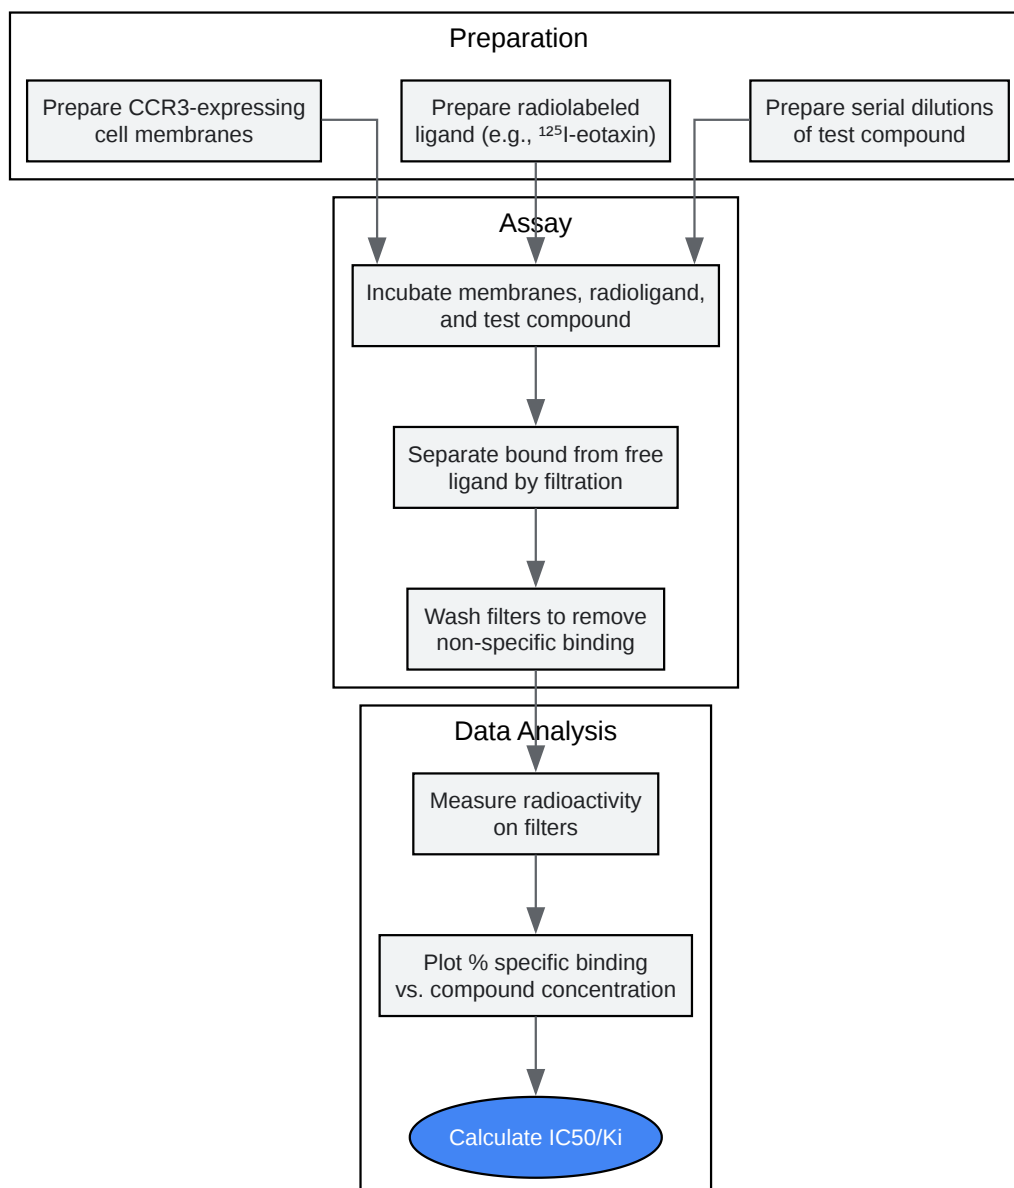 Preparation
Prepare CCR3-expressing
cell membranes
Prepare radiolabeled
ligand (e.g., ¹²⁵I-eotaxin)
Prepare serial dilutions
of test compound
Assay
Incubate membranes, radioligand,
and test compound
Separate bound from free
ligand by filtration
Wash filters to remove
non-specific binding
Data Analysis
Measure radioactivity
on filters
Plot % specific binding
vs. compound concentration
Calculate IC50/Ki